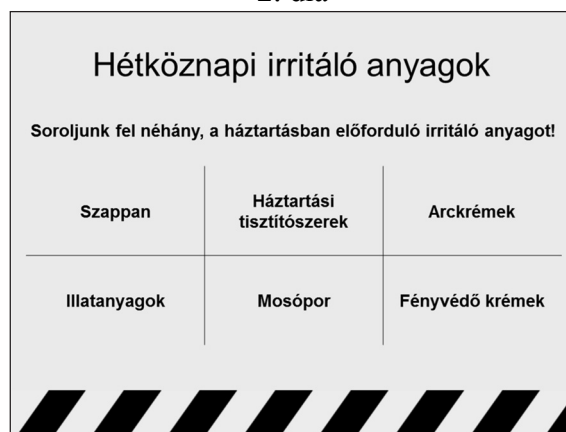 Hétköznapi irritáló anyagok
Soroljunk fel néhány, a háztartásban előforduló irritáló anyagot!
Szappan
Háztartási
tisztítószerek
Arckrémek
Illatanyagok
Mosópor
Fényvédő krémek